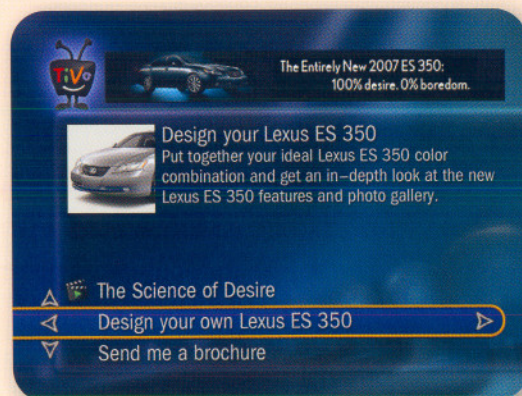 TiVo
The Entirely New 2007 ES 350:
100% desire. 0% boredom.
Design your Lexus ES 350
Put together your ideal Lexus ES 350 color
combination and get an in–depth look at the new
Lexus ES 350 features and photo gallery.
The Science of Desire
Design your own Lexus ES 350
Send me a brochure